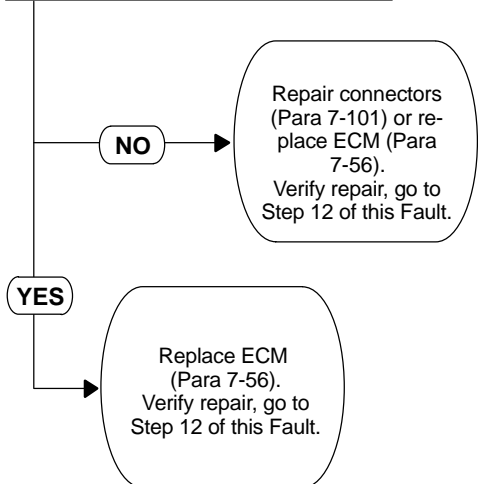 NO
Repair connectors
(Para 7-101) or re-
place ECM (Para
7-56).
Verify repair, go to
Step 12 of this Fault.
YES
Replace ECM
(Para 7-56).
Verify repair, go to
Step 12 of this Fault.